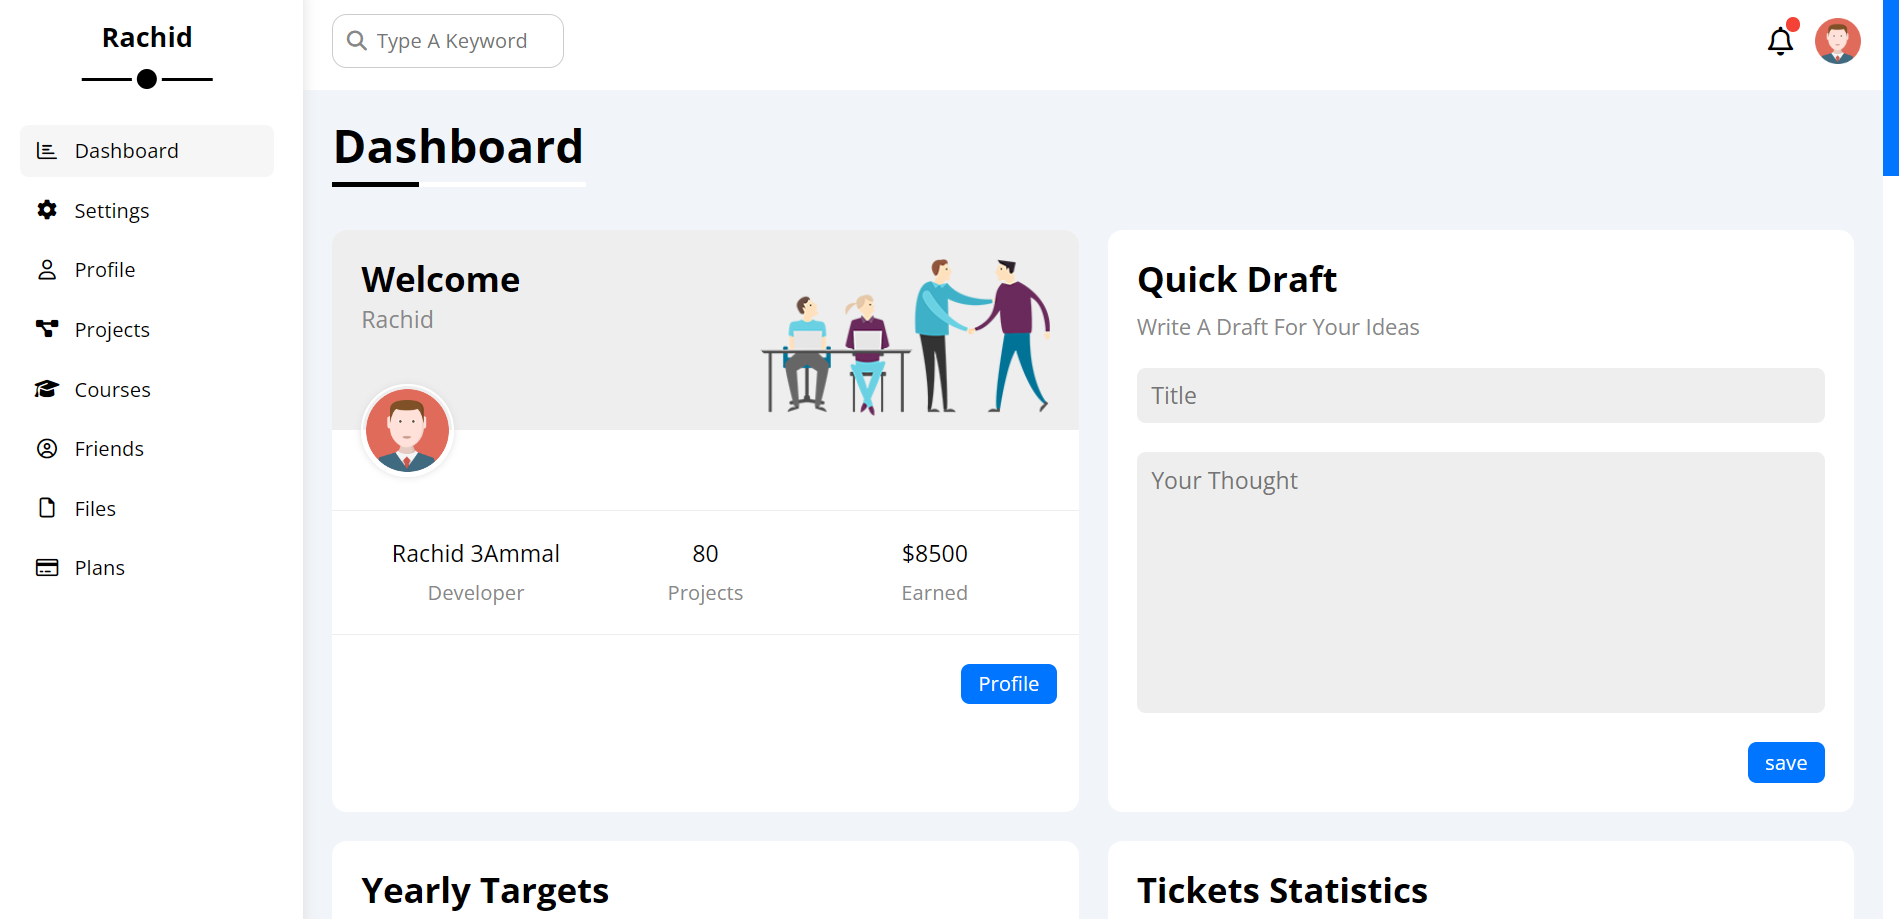 Rachid
Dashboard
Settings
Profile
Projects
Courses
Friends
Files
Plans
Type A Keyword
Dashboard
Welcome
Rachid
Rachid 3Ammal
Developer
80
Projects
$8500
Earned
Profile
Quick Draft
Write A Draft For Your Ideas
Title
Your Thought
save
Yearly Targets
Tickets Statistics